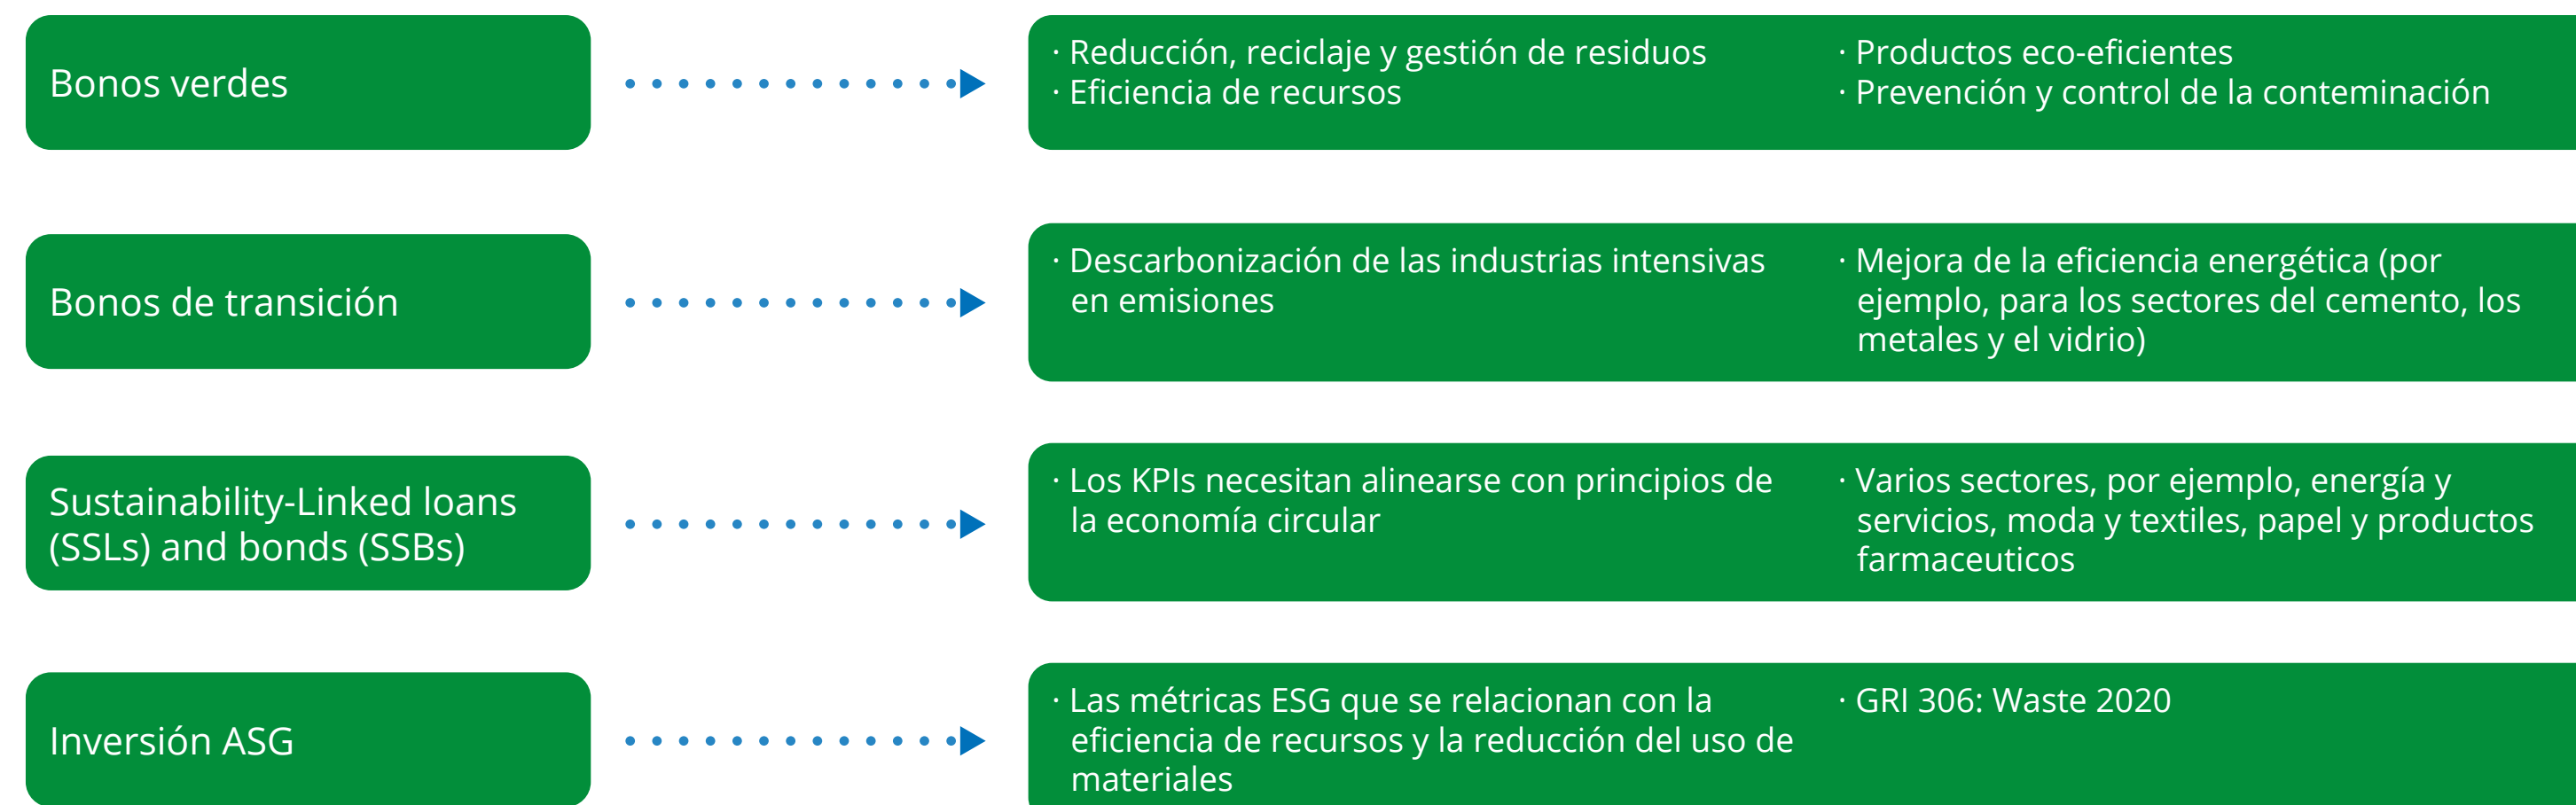 Bonos verdes
· Reducción, reciclaje y gestión de residuos
· Eficiencia de recursos
· Productos eco-eficientes
· Prevención y control de la conteminación
Bonos de transición
· Descarbonización de las industrias intensivas
en emisiones
· Mejora de la eficiencia energética (por
ejemplo, para los sectores del cemento, los
metales y el vidrio)
Sustainability-Linked loans
(SSLs) and bonds (SSBs)
· Los KPIs necesitan alinearse con principios de
la economía circular
· Varios sectores, por ejemplo, energía y
servicios, moda y textiles, papel y productos
farmaceuticos
Inversión ASG
· Las métricas ESG que se relacionan con la
eficiencia de recursos y la reducción del uso de
materiales
· GRI 306: Waste 2020